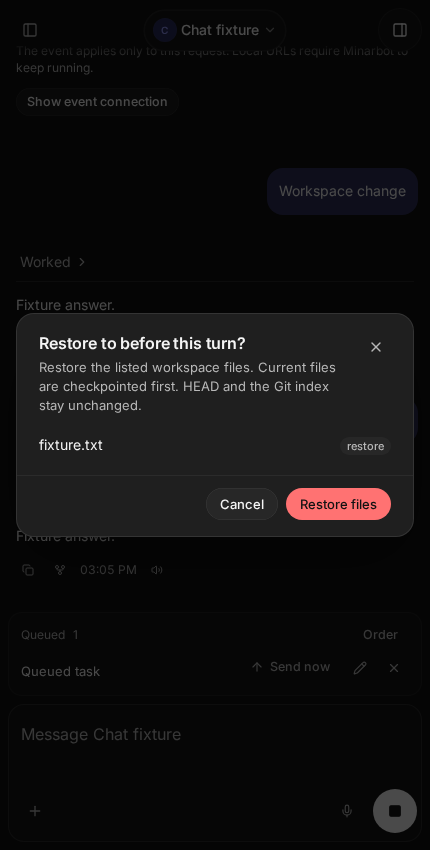 C Chat fixture
The event applies only to this request. Local URLs require Minarbot to
keep running.
Show event connection
Workspace change
Worked
Fixture answer.
Restore to before this turn?
Restore the listed workspace files. Current files
are checkpointed first. HEAD and the Git index
stay unchanged.
fixture.txt restore
Cancel Restore files
Fixture answer.
03:05 PM
Queued 1 Order
Queued task Send now
Message Chat fixture